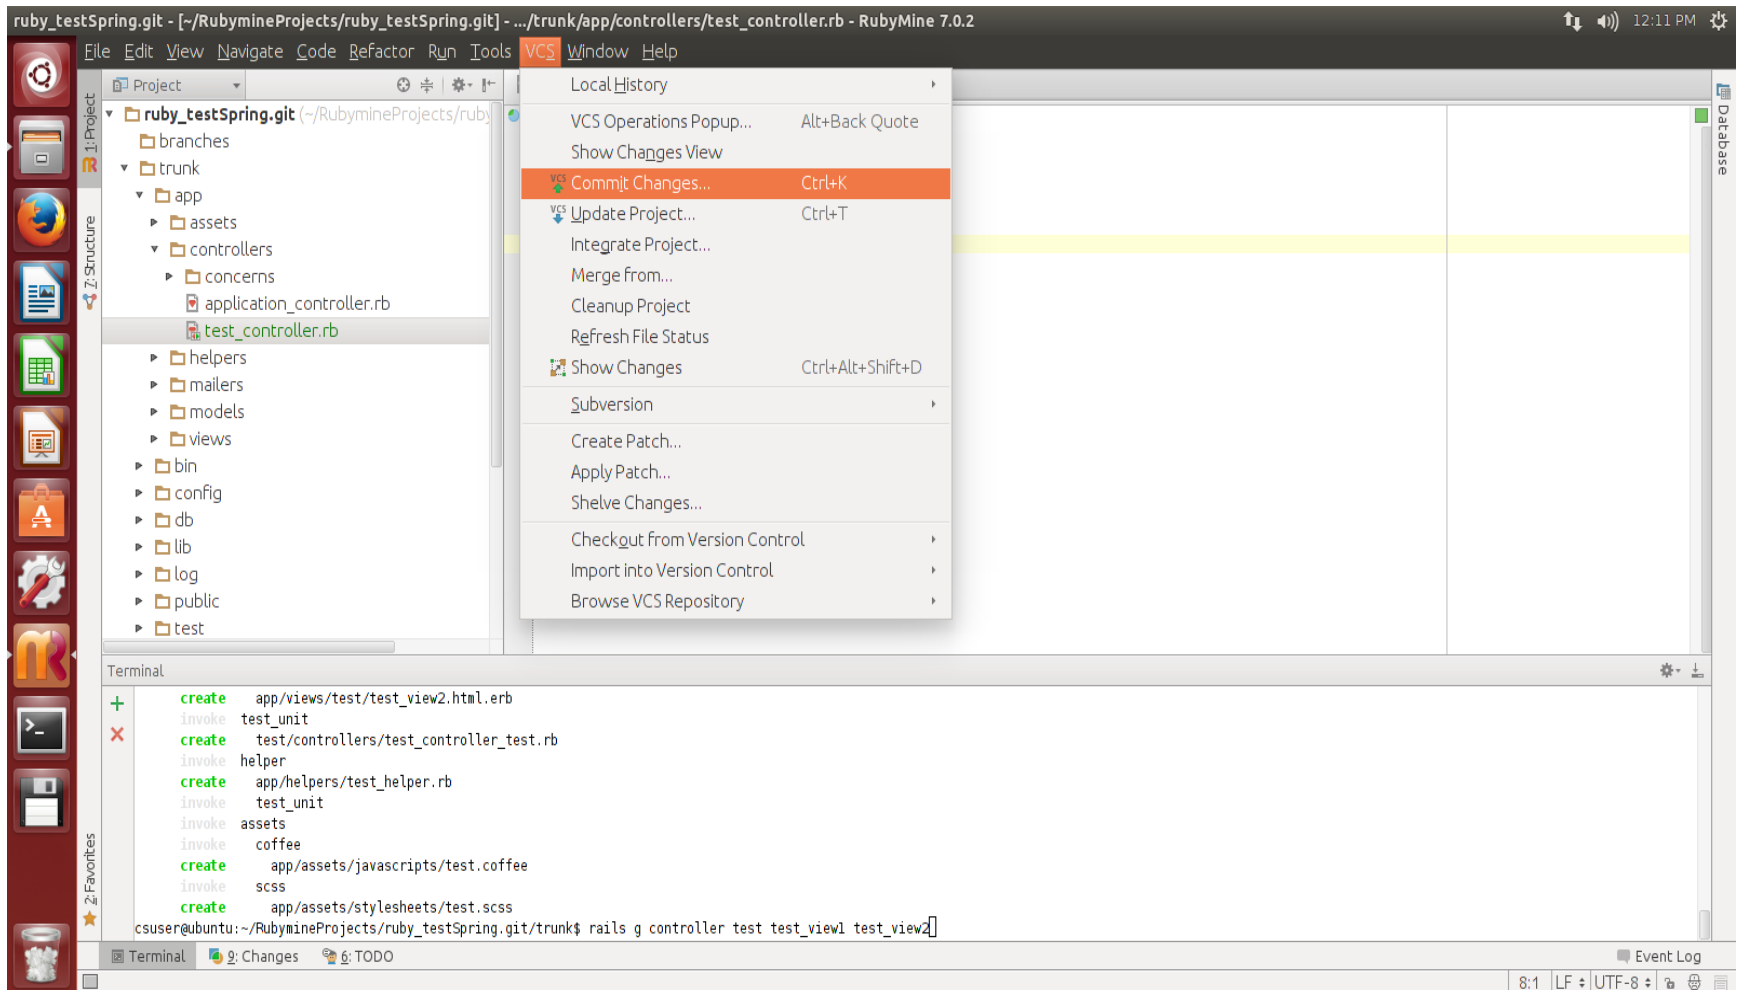 ruby_testSpring.git - [~/RubymineProjects/ruby_testSpring.git] - .../trunk/app/controllers/test_controller.rb - RubyMine 7.0.2
12:11 PM
File Edit View Navigate Code Refactor Run Tools VCS Window Help
Project
1: Project
7: Structure
2: Favorites
Database
ruby_testSpring.git (~/RubymineProjects/ruby
branches
trunk
app
assets
controllers
concerns
application_controller.rb
test_controller.rb
helpers
mailers
models
views
bin
config
db
lib
log
public
test
Local History
VCS Operations Popup... Alt+Back Quote
Show Changes View
VCS Commit Changes... Ctrl+K
VCS Update Project... Ctrl+T
Integrate Project...
Merge from...
Cleanup Project
Refresh File Status
Show Changes Ctrl+Alt+Shift+D
Subversion
Create Patch...
Apply Patch...
Shelve Changes...
Checkout from Version Control
Import into Version Control
Browse VCS Repository
Terminal
create app/views/test/test_view2.html.erb
invoke test_unit
create test/controllers/test_controller_test.rb
invoke helper
create app/helpers/test_helper.rb
invoke test_unit
invoke assets
invoke coffee
create app/assets/javascripts/test.coffee
invoke scss
create app/assets/stylesheets/test.scss
csuser@ubuntu:~/RubymineProjects/ruby_testSpring.git/trunk$ rails g controller test test_view1 test_view2
Terminal 9: Changes 6: TODO Event Log
8:1 LF UTF-8